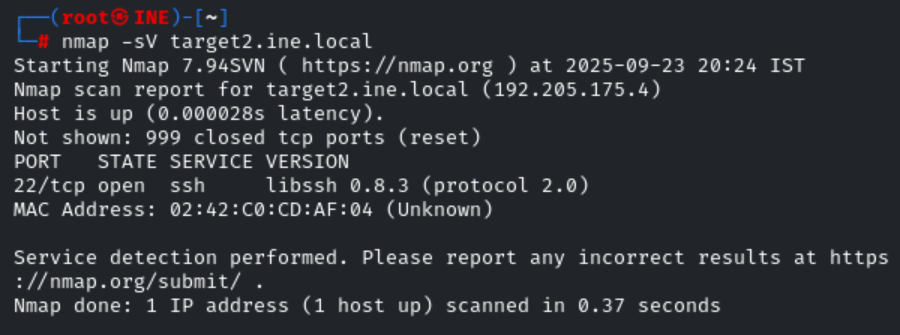 ┌──(root㉿INE)-[~]
└─# nmap -sV target2.ine.local
Starting Nmap 7.94SVN ( https://nmap.org ) at 2025-09-23 20:24 IST
Nmap scan report for target2.ine.local (192.205.175.4)
Host is up (0.000028s latency).
Not shown: 999 closed tcp ports (reset)
PORT   STATE SERVICE VERSION
22/tcp open  ssh     libssh 0.8.3 (protocol 2.0)
MAC Address: 02:42:C0:CD:AF:04 (Unknown)

Service detection performed. Please report any incorrect results at https
://nmap.org/submit/ .
Nmap done: 1 IP address (1 host up) scanned in 0.37 seconds